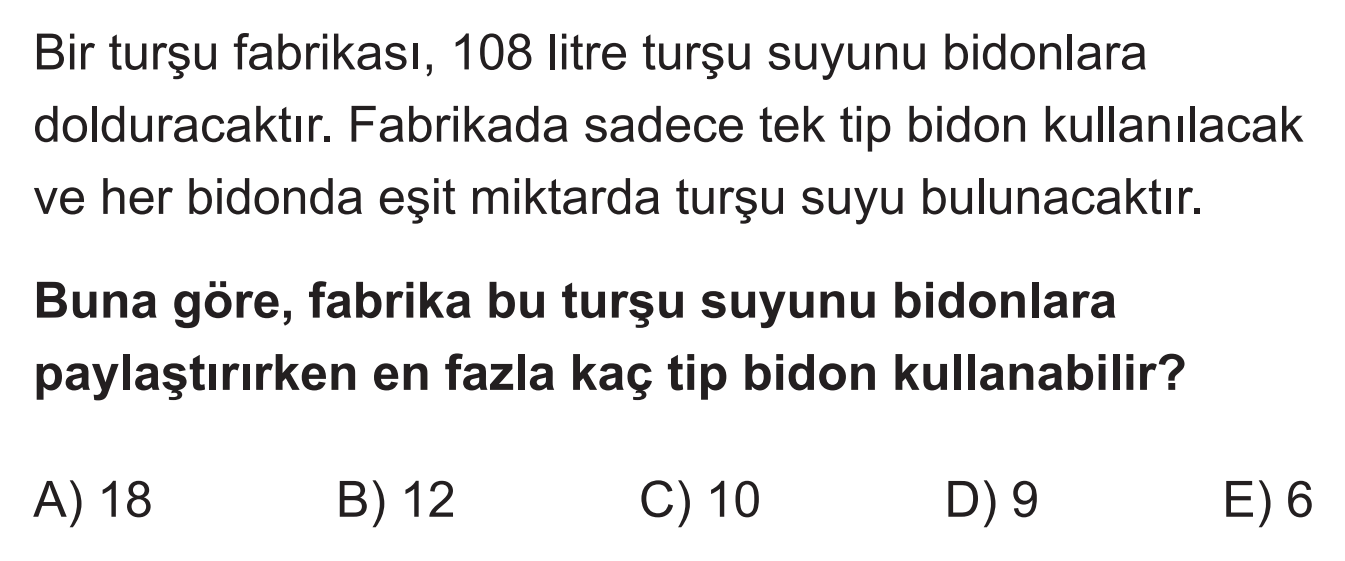 Bir turşu fabrikası, 108 litre turşu suyunu bidonlara
dolduracaktır. Fabrikada sadece tek tip bidon kullanılacak
ve her bidonda eşit miktarda turşu suyu bulunacaktır.
Buna göre, fabrika bu turşu suyunu bidonlara
paylaştırırken en fazla kaç tip bidon kullanabilir?
A) 18 B) 12 C) 10 D) 9 E) 6